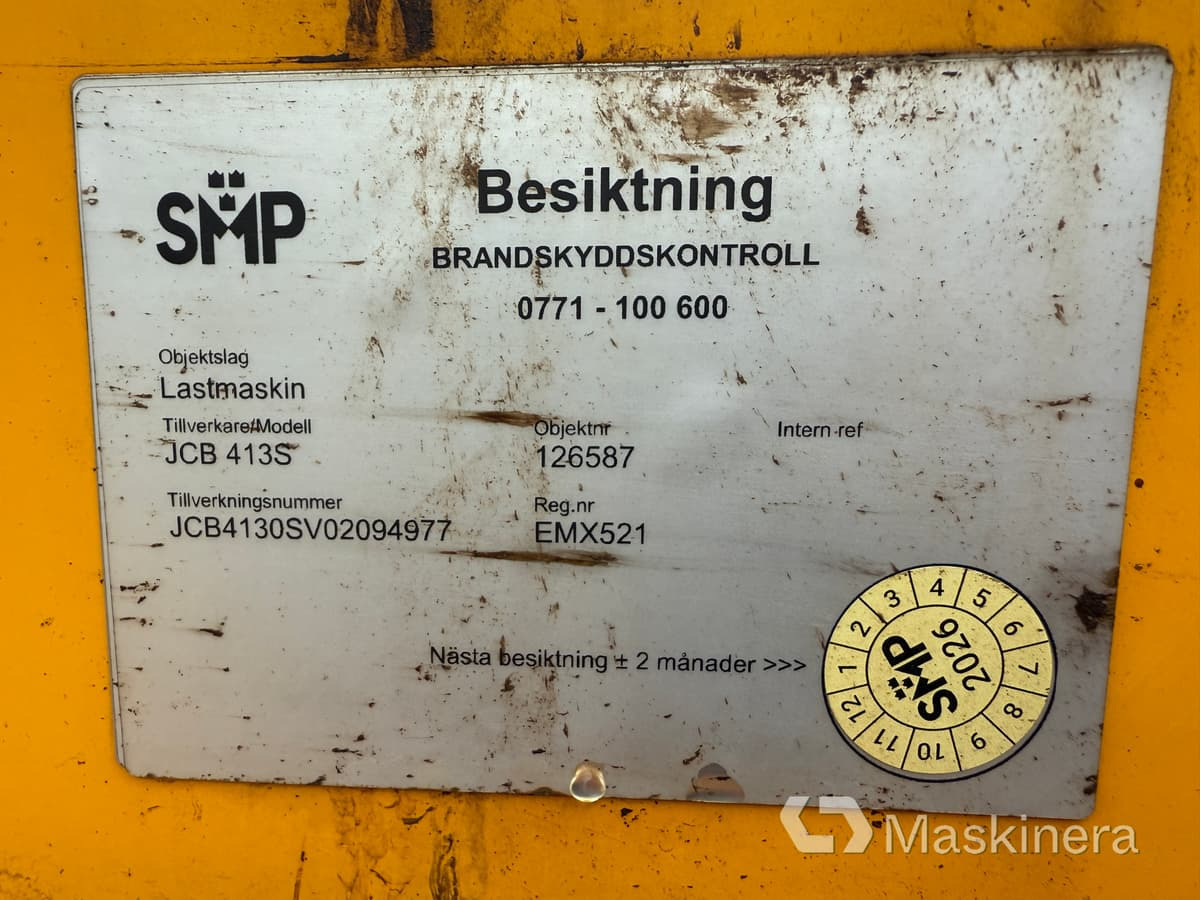 SMP
Besiktning
BRANDSKYDDSKONTROLL
0771 - 100 600
Objektslag
Lastmaskin
Tillverkare/Modell
JCB 413S
Objektnr
126587
Intern ref
Tillverkningsnummer
JCB4130SV02094977
Reg.nr
EMX521
Nästa besiktning ± 2 månader >>>
1 2 3 4 5 6 7 8 9 10 11 12
SMP
2026
Maskinera